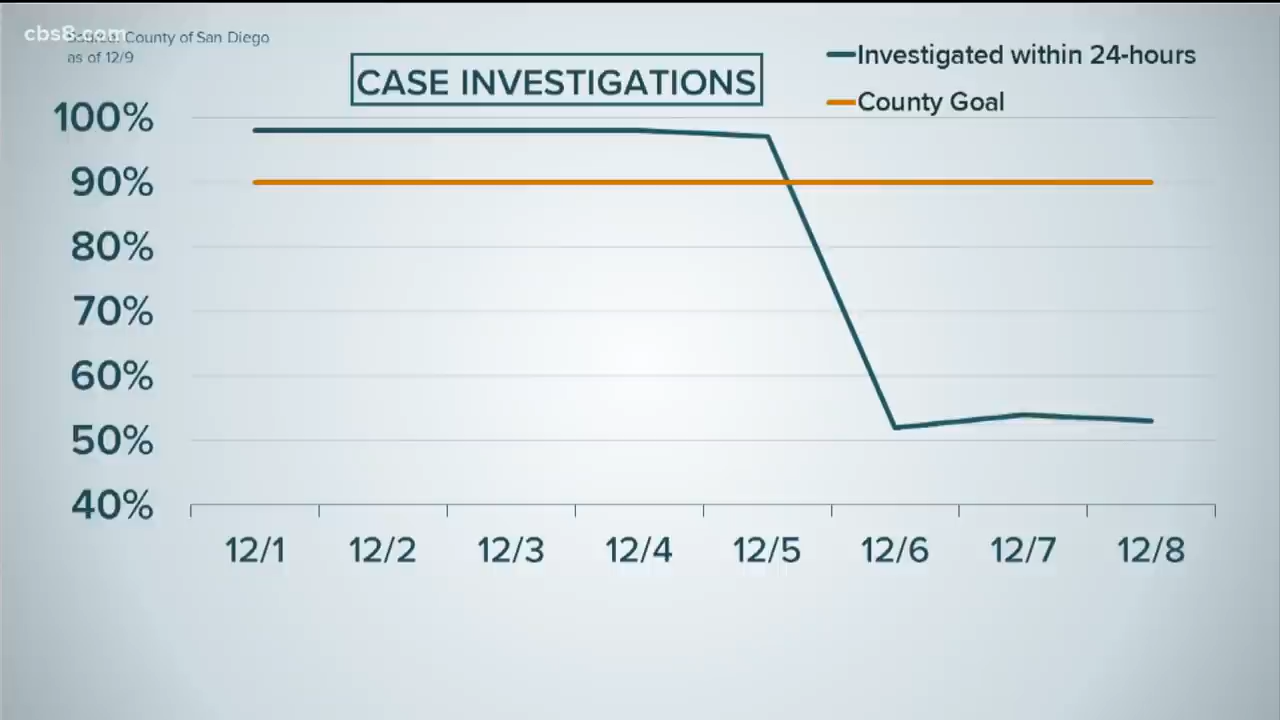 cbs8.com
Source: County of San Diego
as of 12/9
CASE INVESTIGATIONS
Investigated within 24-hours
County Goal
100%
90%
80%
70%
60%
50%
40%
12/1 12/2 12/3 12/4 12/5 12/6 12/7 12/8